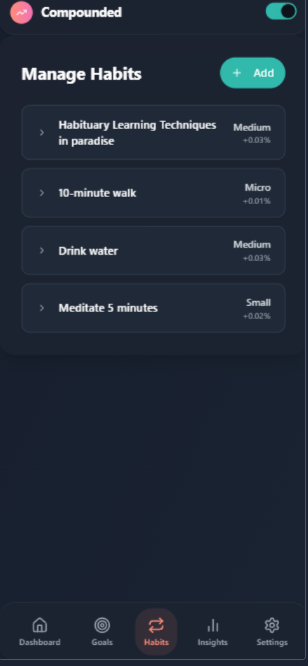 Compounded
Manage Habits
+ Add
Habituary Learning Techniques
in paradise
Medium
+0.03%
10-minute walk
Micro
+0.01%
Drink water
Medium
+0.03%
Meditate 5 minutes
Small
+0.02%
Dashboard
Goals
Habits
Insights
Settings